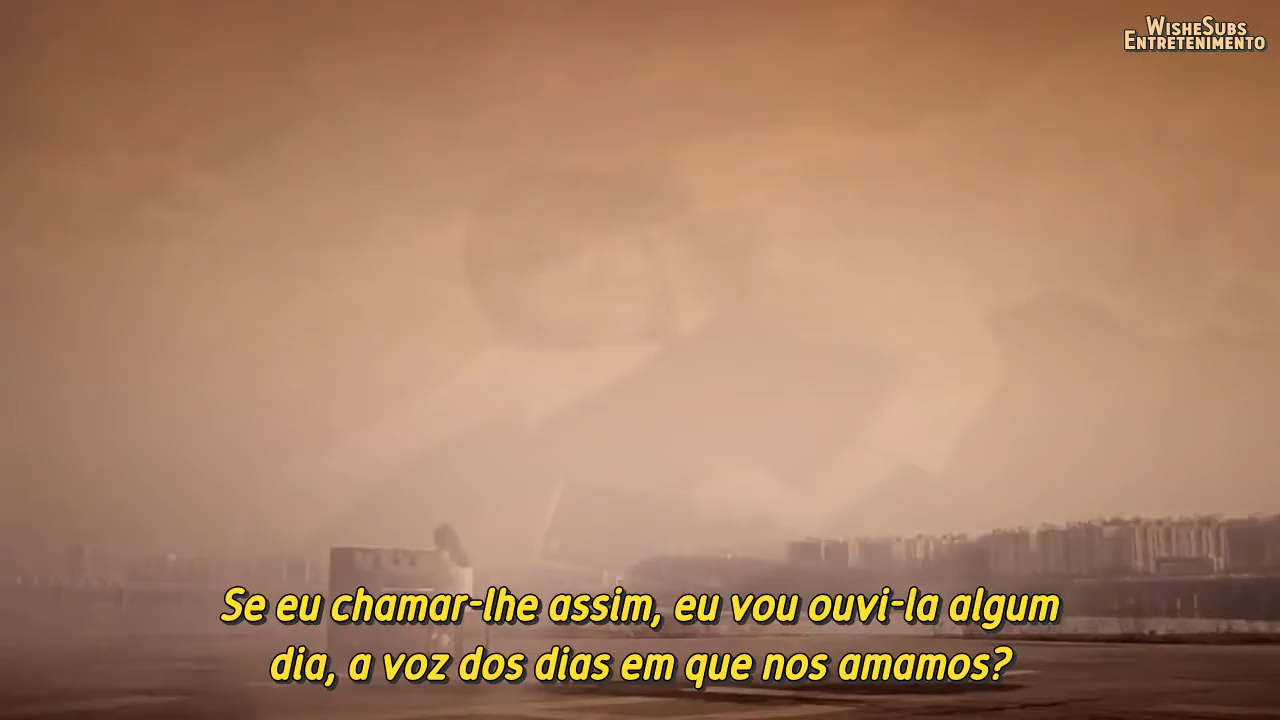 WisheSubs
Entretenimento
Se eu chamar-lhe assim, eu vou ouvi-la algum
dia, a voz dos dias em que nos amamos?